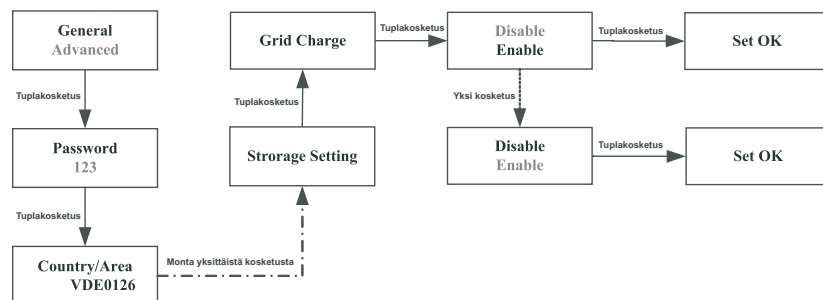 General
Advanced
Tuplakosketus
Password
123
Tuplakosketus
Country/Area
VDE0126
Monta yksittäistä kosketusta
Strorage Setting
Tuplakosketus
Grid Charge
Tuplakosketus
Disable
Enable
Tuplakosketus
Set OK
Yksi kosketus
Disable
Enable
Tuplakosketus
Set OK